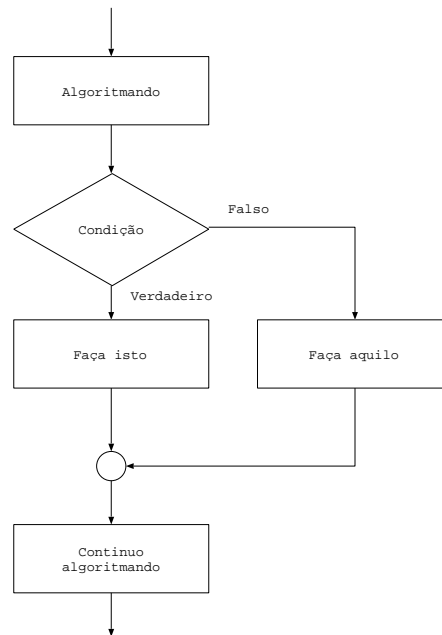 Algoritmando
Condição
Falso
Verdadeiro
Faça isto
Faça aquilo
Continuo
algoritmando